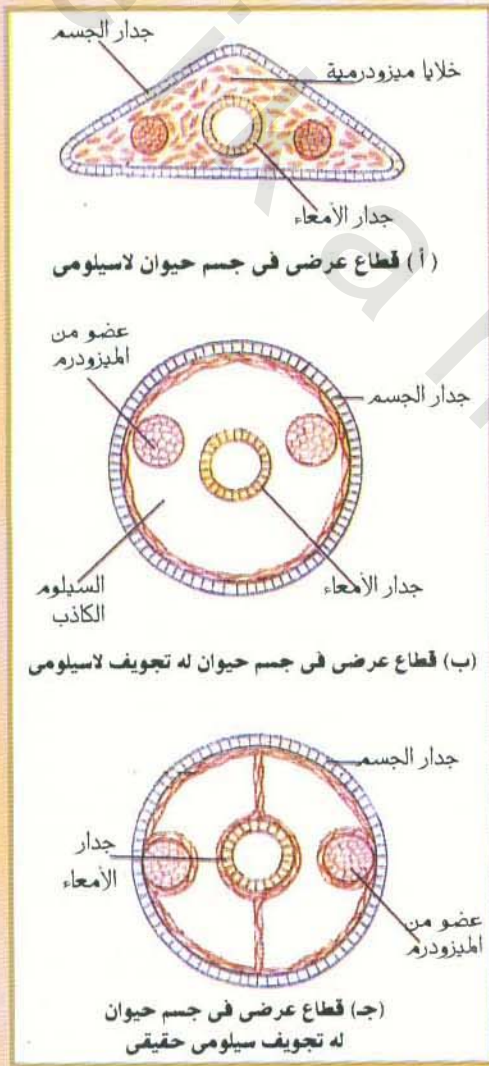 جدار الجسم
خلايا ميزودرمية
جدار الأمعاء
(أ) قطاع عرضى فى جسم حيوان لاسيلومى
عضو من
الميزودرم
جدار الجسم
السيلوم
الكاذب
جدار الأمعاء
(ب) قطاع عرضى فى جسم حيوان له تجويف لاسيلومى
جدار الجسم
جدار
الأمعاء
عضو من
الميزودرم
(جـ) قطاع عرضى فى جسم حيوان
له تجويف سيلومى حقيقى